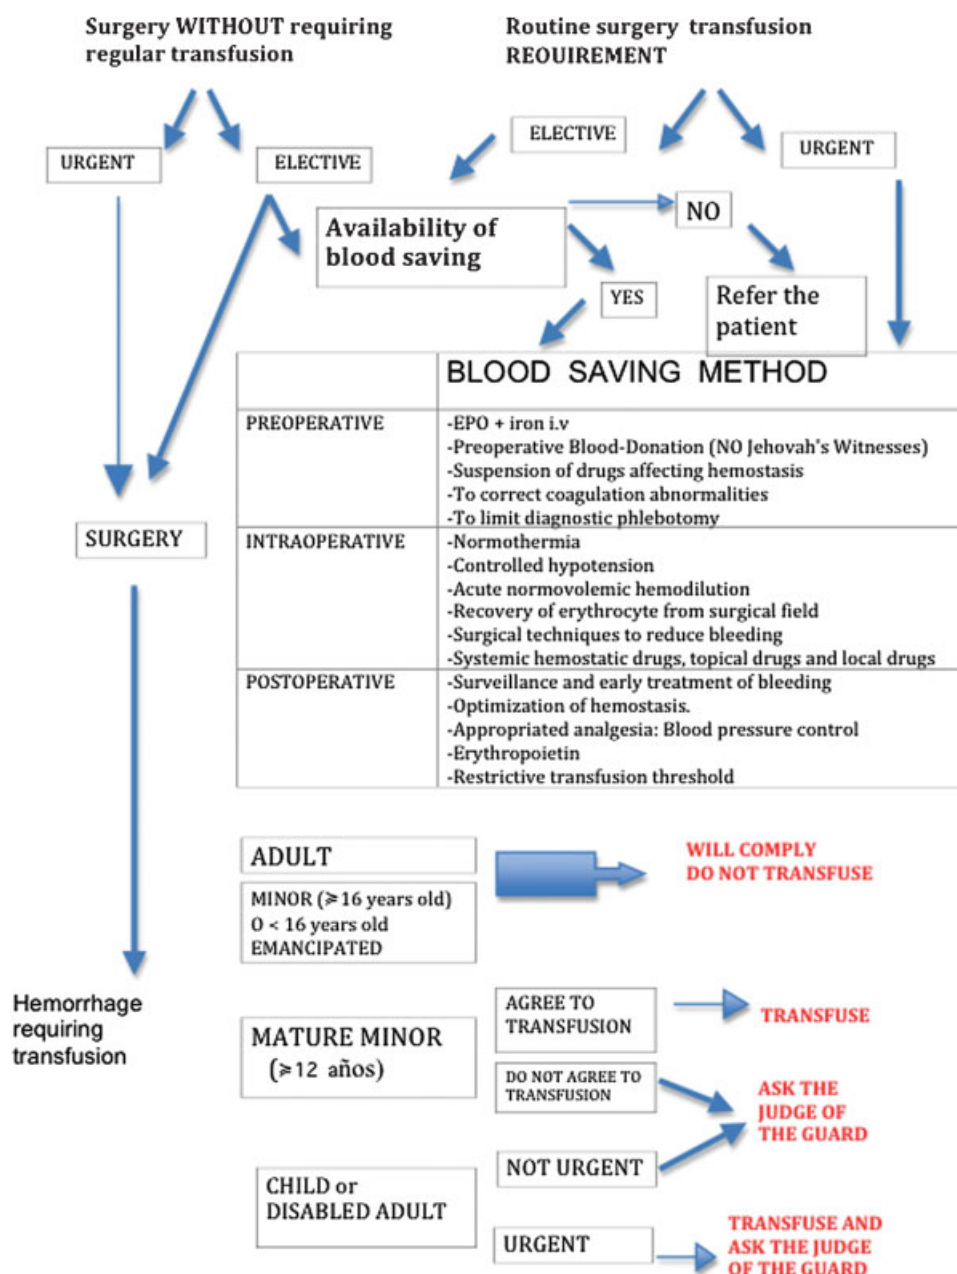 Surgery WITHOUT requiring
regular transfusion
Routine surgery transfusion
REOUIREMENT
URGENT
ELECTIVE
ELECTIVE
URGENT
Availability of
blood saving
NO
YES
Refer the
patient
BLOOD SAVING METHOD
PREOPERATIVE
-EPO + iron i.v
-Preoperative Blood-Donation (NO Jehovah's Witnesses)
-Suspension of drugs affecting hemostasis
-To correct coagulation abnormalities
-To limit diagnostic phlebotomy
SURGERY
INTRAOPERATIVE
-Normothermia
-Controlled hypotension
-Acute normovolemic hemodilution
-Recovery of erythrocyte from surgical field
-Surgical techniques to reduce bleeding
-Systemic hemostatic drugs, topical drugs and local drugs
POSTOPERATIVE
-Surveillance and early treatment of bleeding
-Optimization of hemostasis.
-Appropriated analgesia: Blood pressure control
-Erythropoietin
-Restrictive transfusion threshold
ADULT
MINOR (≥16 years old)
O < 16 years old
EMANCIPATED
WILL COMPLY
DO NOT TRANSFUSE
Hemorrhage
requiring
transfusion
MATURE MINOR
(≥12 años)
AGREE TO
TRANSFUSION
TRANSFUSE
DO NOT AGREE TO
TRANSFUSION
ASK THE
JUDGE OF
THE GUARD
CHILD or
DISABLED ADULT
NOT URGENT
URGENT
TRANSFUSE AND
ASK THE JUDGE
OF THE GUARD